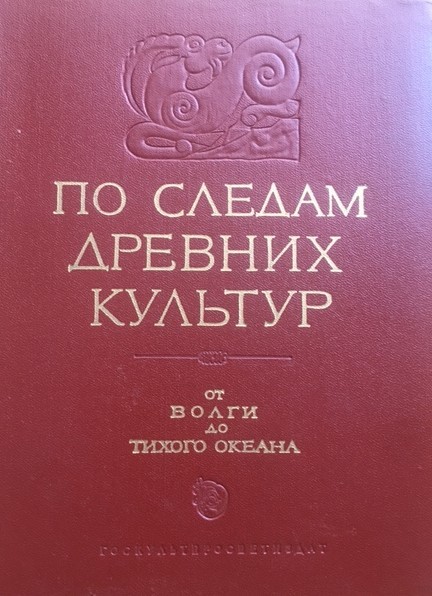 ПО СЛЕДАМ
ДРЕВНИХ
КУЛЬТУР
ОТ
ВОЛГИ
ДО
ТИХОГО ОКЕАНА
ГОСКУЛЬТПРОСВЕТИЗДАТ